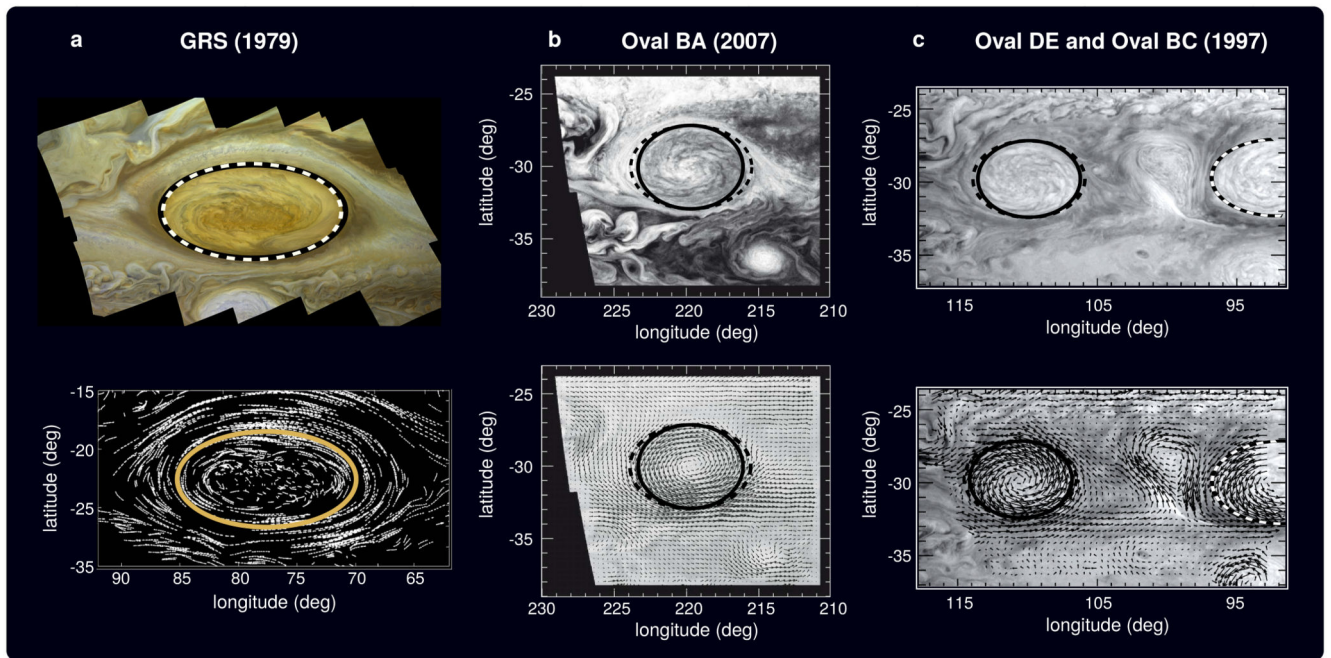 a GRS (1979)
b Oval BA (2007)
c Oval DE and Oval BC (1997)
latitude (deg)
-25
-30
-35
230 225 220 215 210
longitude (deg)
latitude (deg)
-25
-30
-35
115 105 95
longitude (deg)
latitude (deg)
-15
-20
-25
-30
-35
90 85 80 75 70 65
longitude (deg)
latitude (deg)
-25
-30
-35
230 225 220 215 210
longitude (deg)
latitude (deg)
-25
-30
-35
115 105 95
longitude (deg)